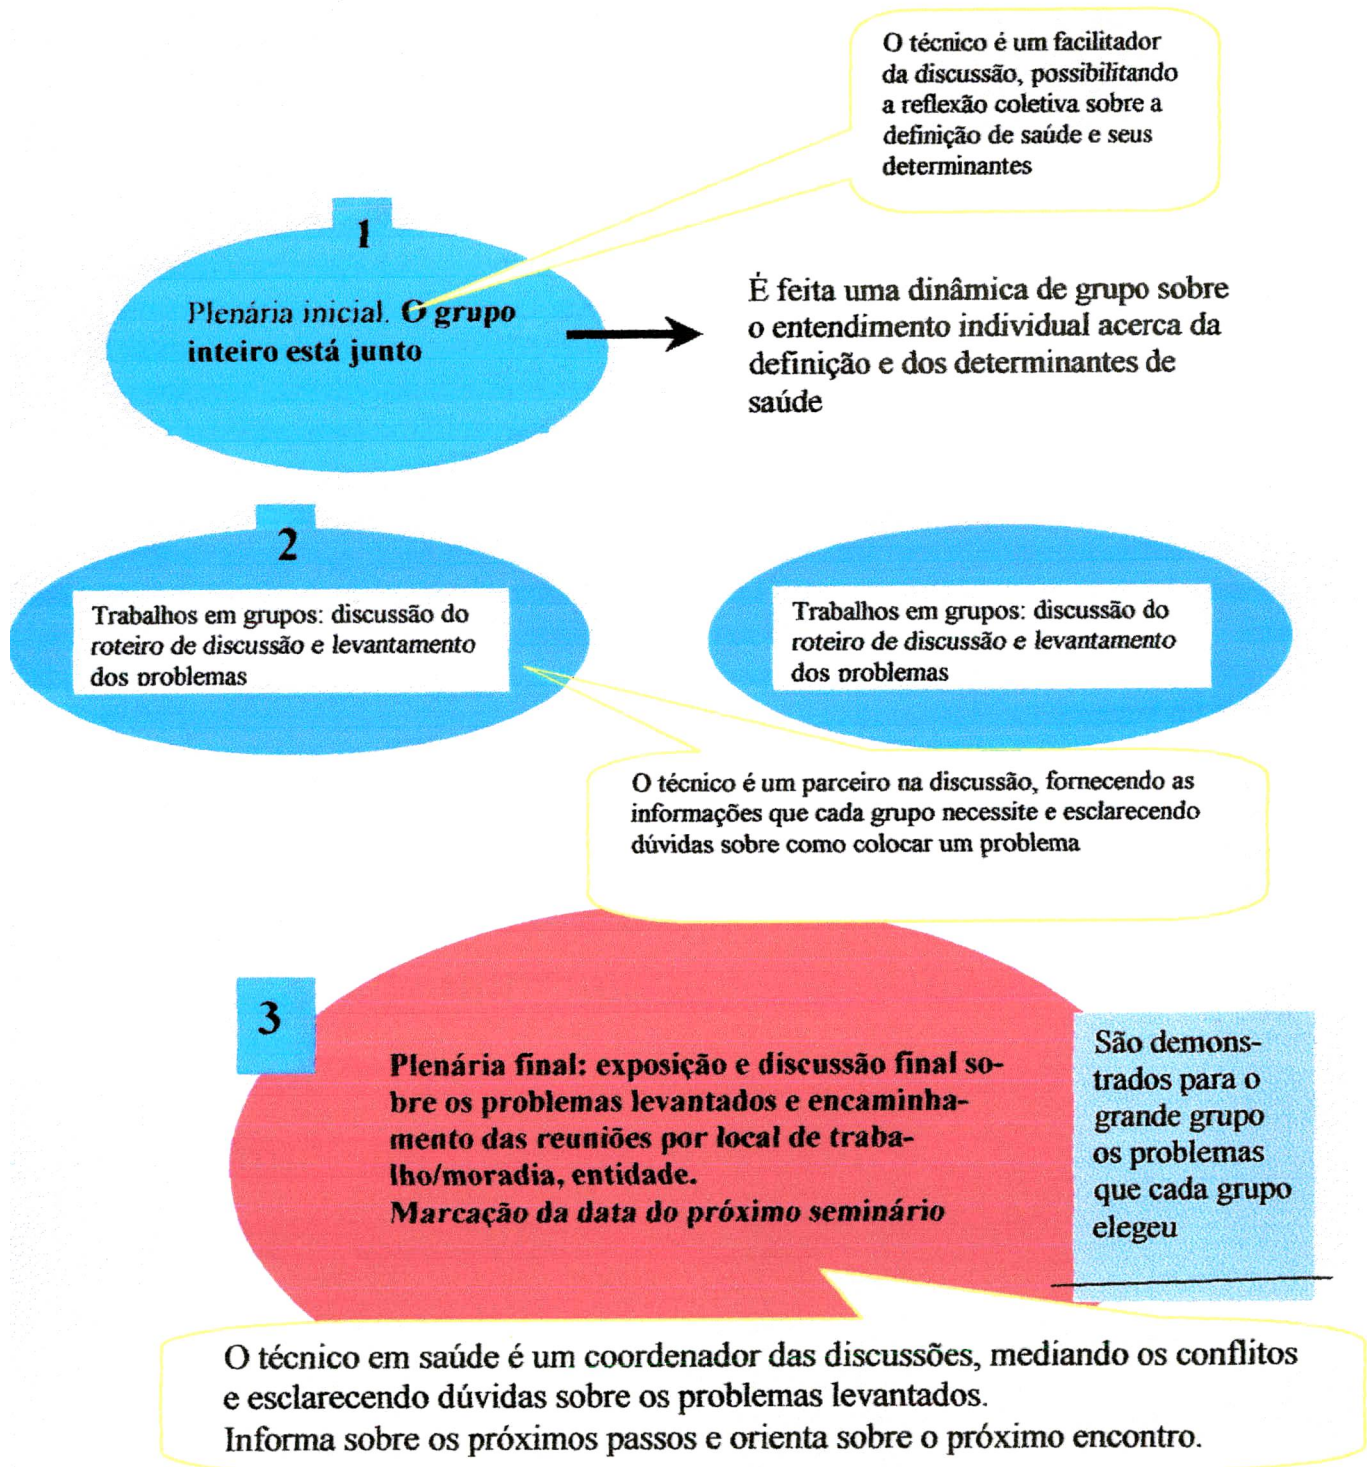 O técnico é um facilitador
da discussão, possibilitando
a reflexão coletiva sobre a
definição de saúde e seus
determinantes
1
Plenária inicial. O grupo
inteiro está junto
É feita uma dinâmica de grupo sobre
o entendimento individual acerca da
definição e dos determinantes de
saúde
2
Trabalhos em grupos: discussão do
roteiro de discussão e levantamento
dos problemas
Trabalhos em grupos: discussão do
roteiro de discussão e levantamento
dos problemas
O técnico é um parceiro na discussão, fornecendo as
informações que cada grupo necessite e esclarecendo
dúvidas sobre como colocar um problema
3
Plenária final: exposição e discussão final so-
bre os problemas levantados e encaminha-
mento das reuniões por local de traba-
lho/moradia, entidade.
Marcação da data do próximo seminário
São demons-
trados para o
grande grupo
os problemas
que cada grupo
elegeu
O técnico em saúde é um coordenador das discussões, mediando os conflitos
e esclarecendo dúvidas sobre os problemas levantados.
Informa sobre os próximos passos e orienta sobre o próximo encontro.